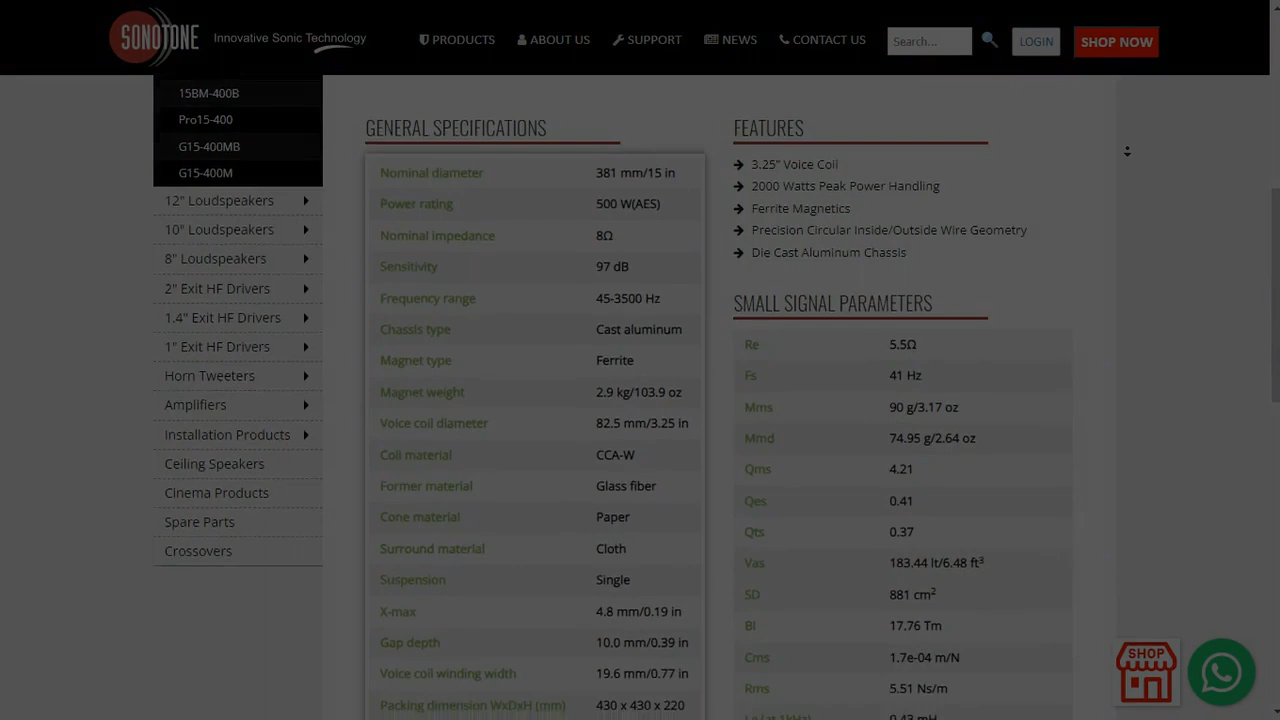 SONOTONE
Innovative Sonic Technology
PRODUCTS
ABOUT US
SUPPORT
NEWS
CONTACT US
Search...
LOGIN
SHOP NOW
15BM-400B
Pro15-400
G15-400MB
G15-400M
12" Loudspeakers
10" Loudspeakers
8" Loudspeakers
2" Exit HF Drivers
1.4" Exit HF Drivers
1" Exit HF Drivers
Horn Tweeters
Amplifiers
Installation Products
Ceiling Speakers
Cinema Products
Spare Parts
Crossovers
GENERAL SPECIFICATIONS
Nominal diameter 381 mm/15 in
Power rating 500 W(AES)
Nominal impedance 8Ω
Sensitivity 97 dB
Frequency range 45-3500 Hz
Chassis type Cast aluminum
Magnet type Ferrite
Magnet weight 2.9 kg/103.9 oz
Voice coil diameter 82.5 mm/3.25 in
Coil material CCA-W
Former material Glass fiber
Cone material Paper
Surround material Cloth
Suspension Single
X-max 4.8 mm/0.19 in
Gap depth 10.0 mm/0.39 in
Voice coil winding width 19.6 mm/0.77 in
Packing dimension WxDxH (mm) 430 x 430 x 220
FEATURES
3.25" Voice Coil
2000 Watts Peak Power Handling
Ferrite Magnetics
Precision Circular Inside/Outside Wire Geometry
Die Cast Aluminum Chassis
SMALL SIGNAL PARAMETERS
Re 5.5Ω
Fs 41 Hz
Mms 90 g/3.17 oz
Mmd 74.95 g/2.64 oz
Qms 4.21
Qes 0.41
Qts 0.37
Vas 183.44 lt/6.48 ft³
SD 881 cm²
Bl 17.76 Tm
Cms 1.7e-04 m/N
Rms 5.51 Ns/m
Le (at 1kHz) 0.43 mH
SHOP